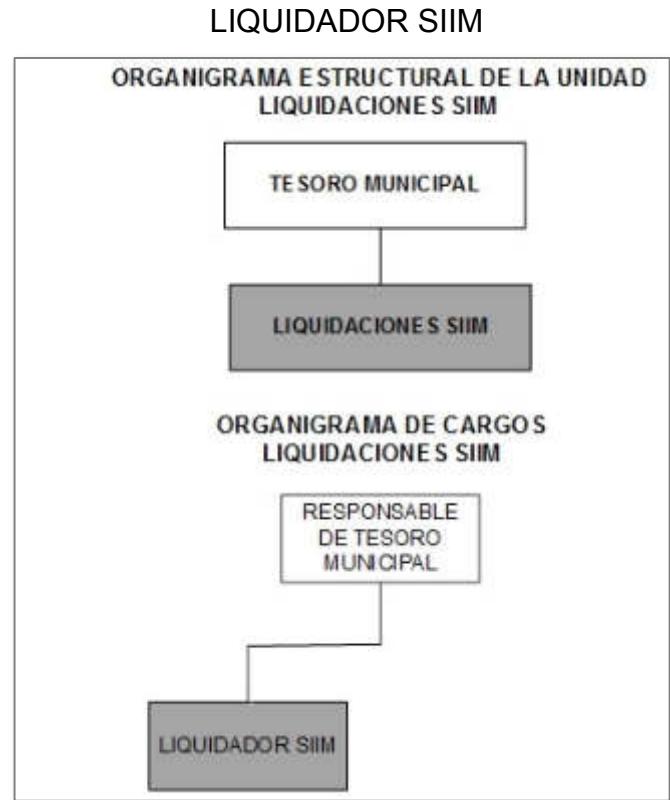 LIQUIDADOR SIIM
ORGANIGRAMA ESTRUCTURAL DE LA UNIDAD
LIQUIDACIONES SIIM
TESORO MUNICIPAL
LIQUIDACIONES SIIM
ORGANIGRAMA DE CARGOS
LIQUIDACIONES SIIM
RESPONSABLE
DE TESORO
MUNICIPAL
LIQUIDADOR SIIM